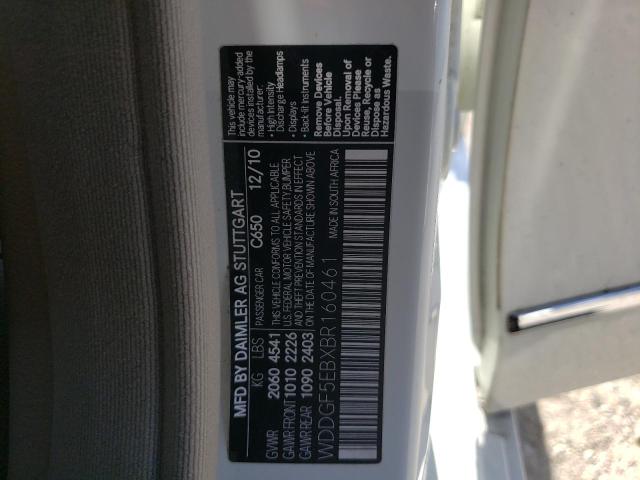 MFD BY DAIMLER AG STUTTGART
KG LBS PASSENGER CAR C650 12/10
GVWR 2060 4541 THIS VEHICLE CONFORMS TO ALL APPLICABLE
GAWR FRONT 1010 2226 U.S. FEDERAL MOTOR VEHICLE SAFETY, BUMPER
GAWR REAR 1090 2403 AND THEFT PREVENTION STANDARDS IN EFFECT
ON THE DATE OF MANUFACTURE SHOWN ABOVE
WDDGF5EBXBR160461 MADE IN SOUTH AFRICA
This vehicle may
include mercury-added
devices installed by the
manufacturer:
• High Intensity
Discharge Headlamps
• Displays
• Back-lit Instruments
Remove Devices
Before Vehicle
Disposal.
Upon Removal of
Devices Please
Reuse, Recycle or
Dispose as
Hazardous Waste.